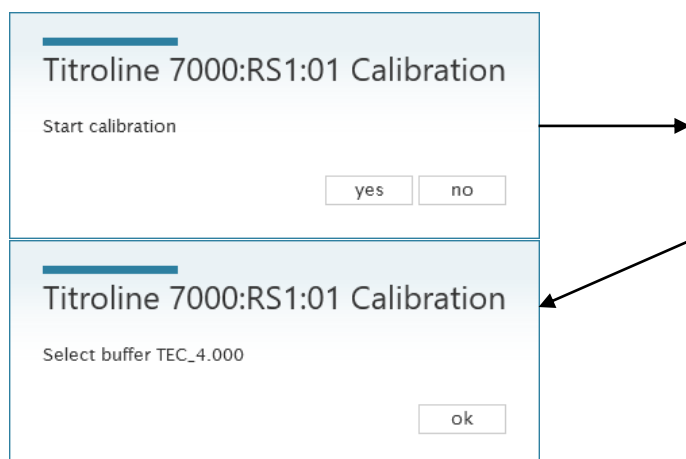 Titroline 7000:RS1:01 Calibration
Start calibration
yes no
Titroline 7000:RS1:01 Calibration
Select buffer TEC_4.000
ok